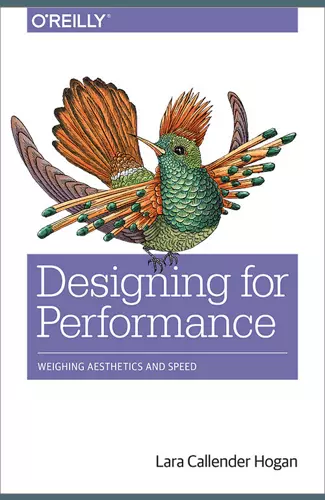 O'REILLY®
Designing for
Performance
WEIGHING AESTHETICS AND SPEED
Lara Callender Hogan